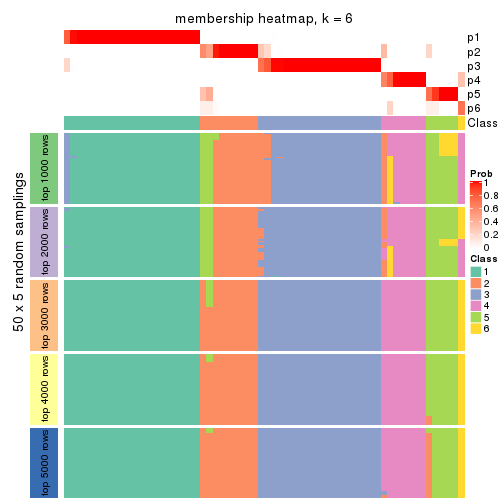 membership heatmap, k = 6
p1
p2
p3
p4
p5
p6
Class
50 x 5 random samplings
top 1000 rows
top 2000 rows
top 3000 rows
top 4000 rows
top 5000 rows
Prob
1
0.8
0.6
0.4
0.2
0
Class
1
2
3
4
5
6